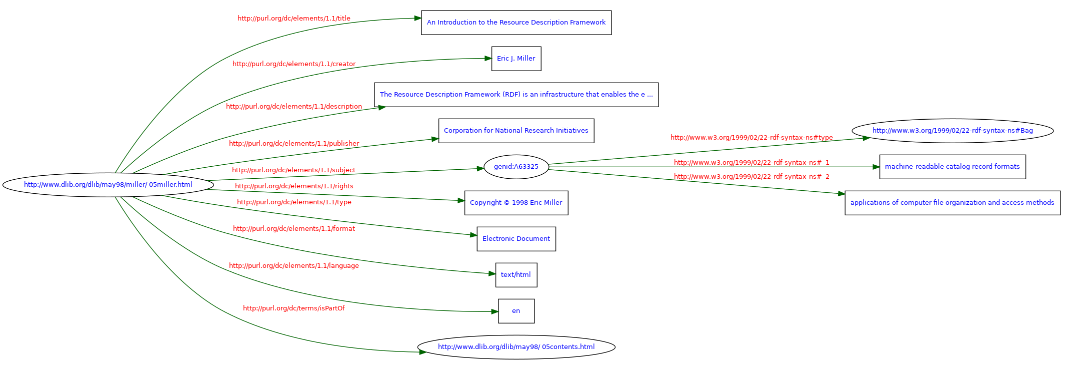 http://purl.org/dc/elements/1.1/title
An Introduction to the Resource Description Framework
http://purl.org/dc/elements/1.1/creator
Eric J. Miller
http://purl.org/dc/elements/1.1/description
The Resource Description Framework (RDF) is an infrastructure that enables the e ...
http://purl.org/dc/elements/1.1/publisher
Corporation for National Research Initiatives
http://www.dlib.org/dlib/may98/miller/ 05miller.html
http://purl.org/dc/elements/1.1/subject
genid:A63325
http://www.w3.org/1999/02/22 rdf syntax ns#type
http://www.w3.org/1999/02/22 rdf syntax-ns#Bag
http://www.w3.org/1999/02/22 rdf syntax ns#_1
machine-readable catalog record formats
http://www.w3.org/1999/02/22 rdf syntax ns#_2
applications of computer file organization and access methods
http://purl.org/dc/elements/1.1/rights
Copyright © 1998 Eric Miller
http://purl.org/dc/elements/1.1/type
Electronic Document
http://purl.org/dc/elements/1.1/format
text/html
http://purl.org/dc/elements/1.1/language
en
http://purl.org/dc/terms/isPartOf
http://www.dlib.org/dlib/may98/ 05contents.html